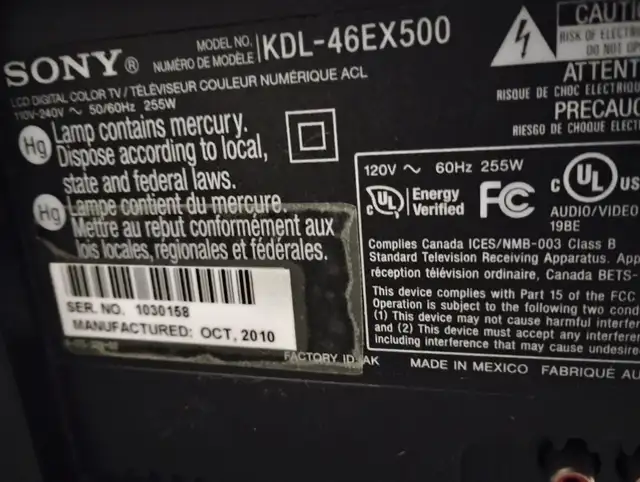 SONY® MODEL NO. NUMÉRO DE MODÈLE KDL-46EX500
LCD DIGITAL COLOR TV / TÉLÉVISEUR COULEUR NUMÉRIQUE ACL
110V-240V ~ 50/60Hz 255W
Hg Lamp contains mercury.
Dispose according to local,
state and federal laws.
Hg Lampe contient du mercure.
Mettre au rebut conformément aux
lois locales, régionales et fédérales.
SER. NO. 1030158
MANUFACTURED: OCT, 2010
FACTORY ID: AK
CAUTI
RISK OF ELECTRI
DO NOT O
ATTENT
RISQUE DE CHOC ELECTRIQU
PRECAU
RIESGO DE CHOQUE ELECT
120V ~ 60Hz 255W
UL Energy Verified FC c UL US
AUDIO/VIDEO
19BE
Complies Canada ICES/NMB-003 Class B
Standard Television Receiving Apparatus. App
réception télévision ordinaire, Canada BETS-
This device complies with Part 15 of the FCC
Operation is subject to the following two cond
(1) This device may not cause harmful interfe
and (2) This device must accept any interferen
including interference that may cause undesire
MADE IN MEXICO FABRIQUÉ AU